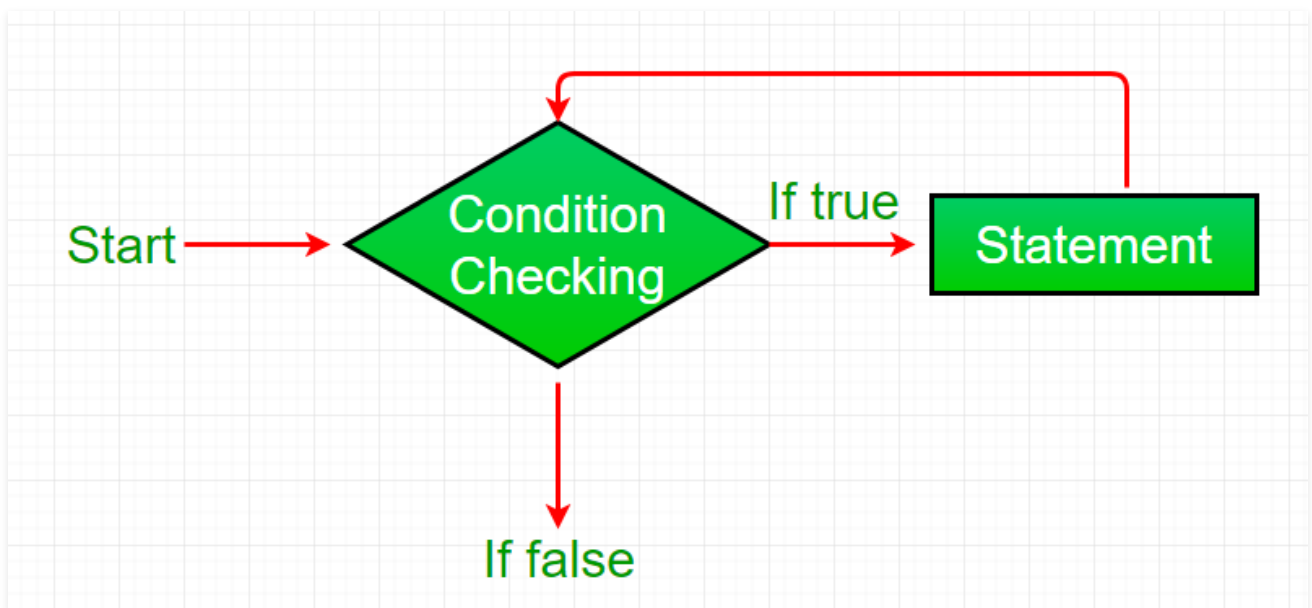 Start
Condition
Checking
If true
Statement
If false